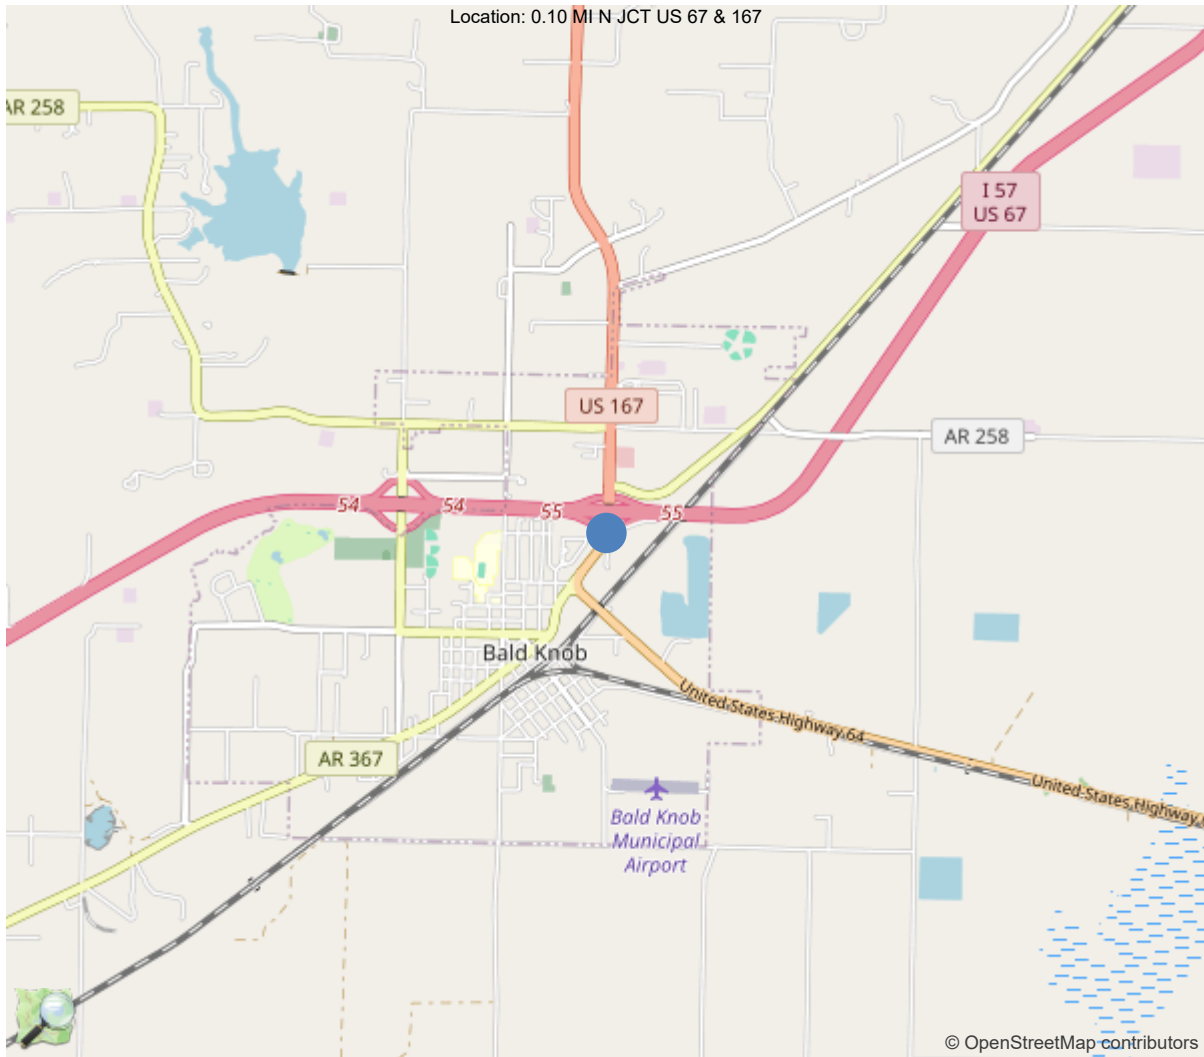 Location: 0.10 MI N JCT US 67 & 167
AR 258
I 57
US 67
US 167
AR 258
54
54
55
55
Bald Knob
United States Highway 64
AR 367
United States Highway
Bald Knob
Municipal
Airport
© OpenStreetMap contributors